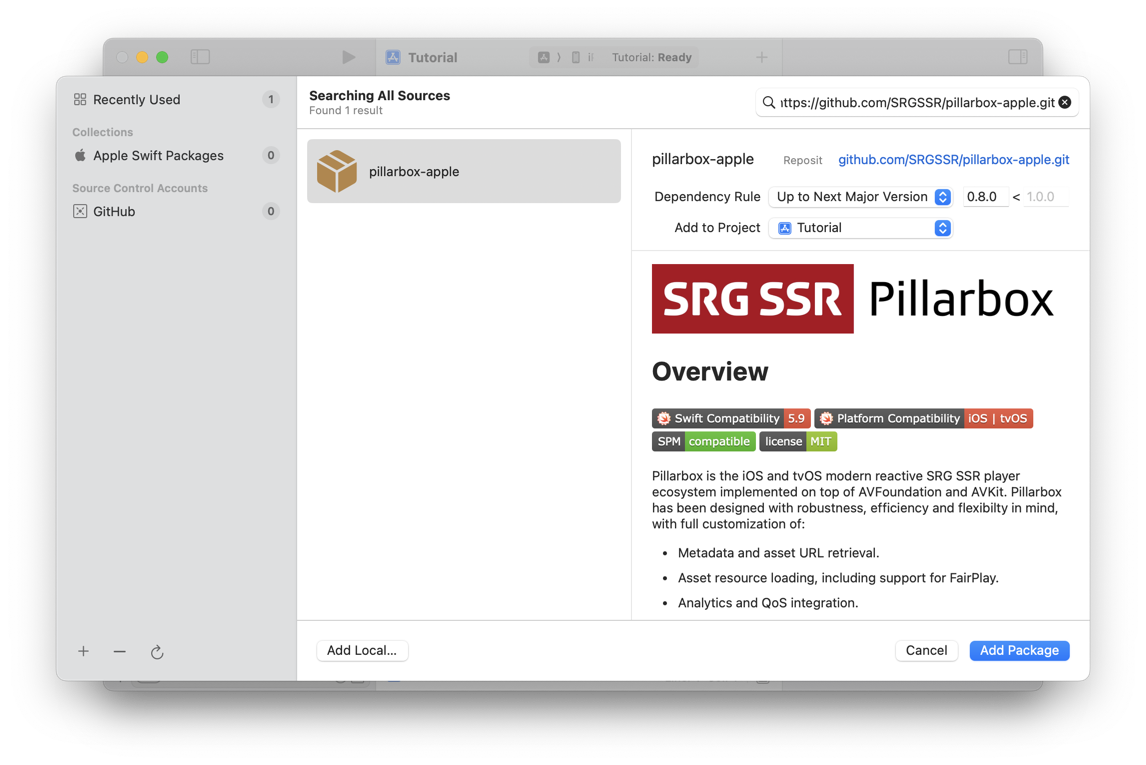 Tutorial
Tutorial: Ready
Recently Used 1
Collections
Apple Swift Packages 0
Source Control Accounts
GitHub 0
Searching All Sources
Found 1 result
ttps://github.com/SRGSSR/pillarbox-apple.git
pillarbox-apple
pillarbox-apple Reposit github.com/SRGSSR/pillarbox-apple.git
Dependency Rule Up to Next Major Version 0.8.0 < 1.0.0
Add to Project Tutorial
SRG SSR Pillarbox
Overview
Swift Compatibility 5.9 Platform Compatibility iOS | tvOS
SPM compatible license MIT
Pillarbox is the iOS and tvOS modern reactive SRG SSR player
ecosystem implemented on top of AVFoundation and AVKit. Pillarbox
has been designed with robustness, efficiency and flexibilty in mind,
with full customization of:
• Metadata and asset URL retrieval.
• Asset resource loading, including support for FairPlay.
• Analytics and QoS integration.
Add Local...
Cancel
Add Package